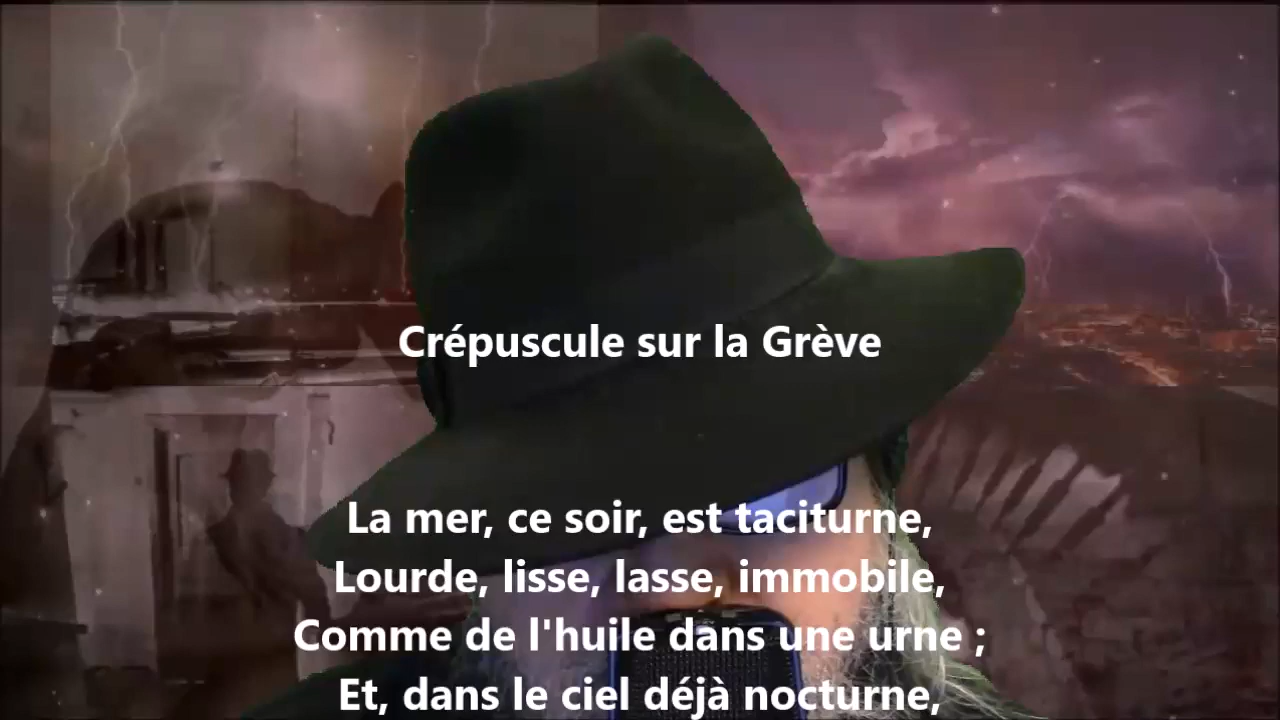 Crépuscule sur la Grève
La mer, ce soir, est taciturne,
Lourde, lisse, lasse, immobile,
Comme de l'huile dans une urne ;
Et, dans le ciel déjà nocturne,